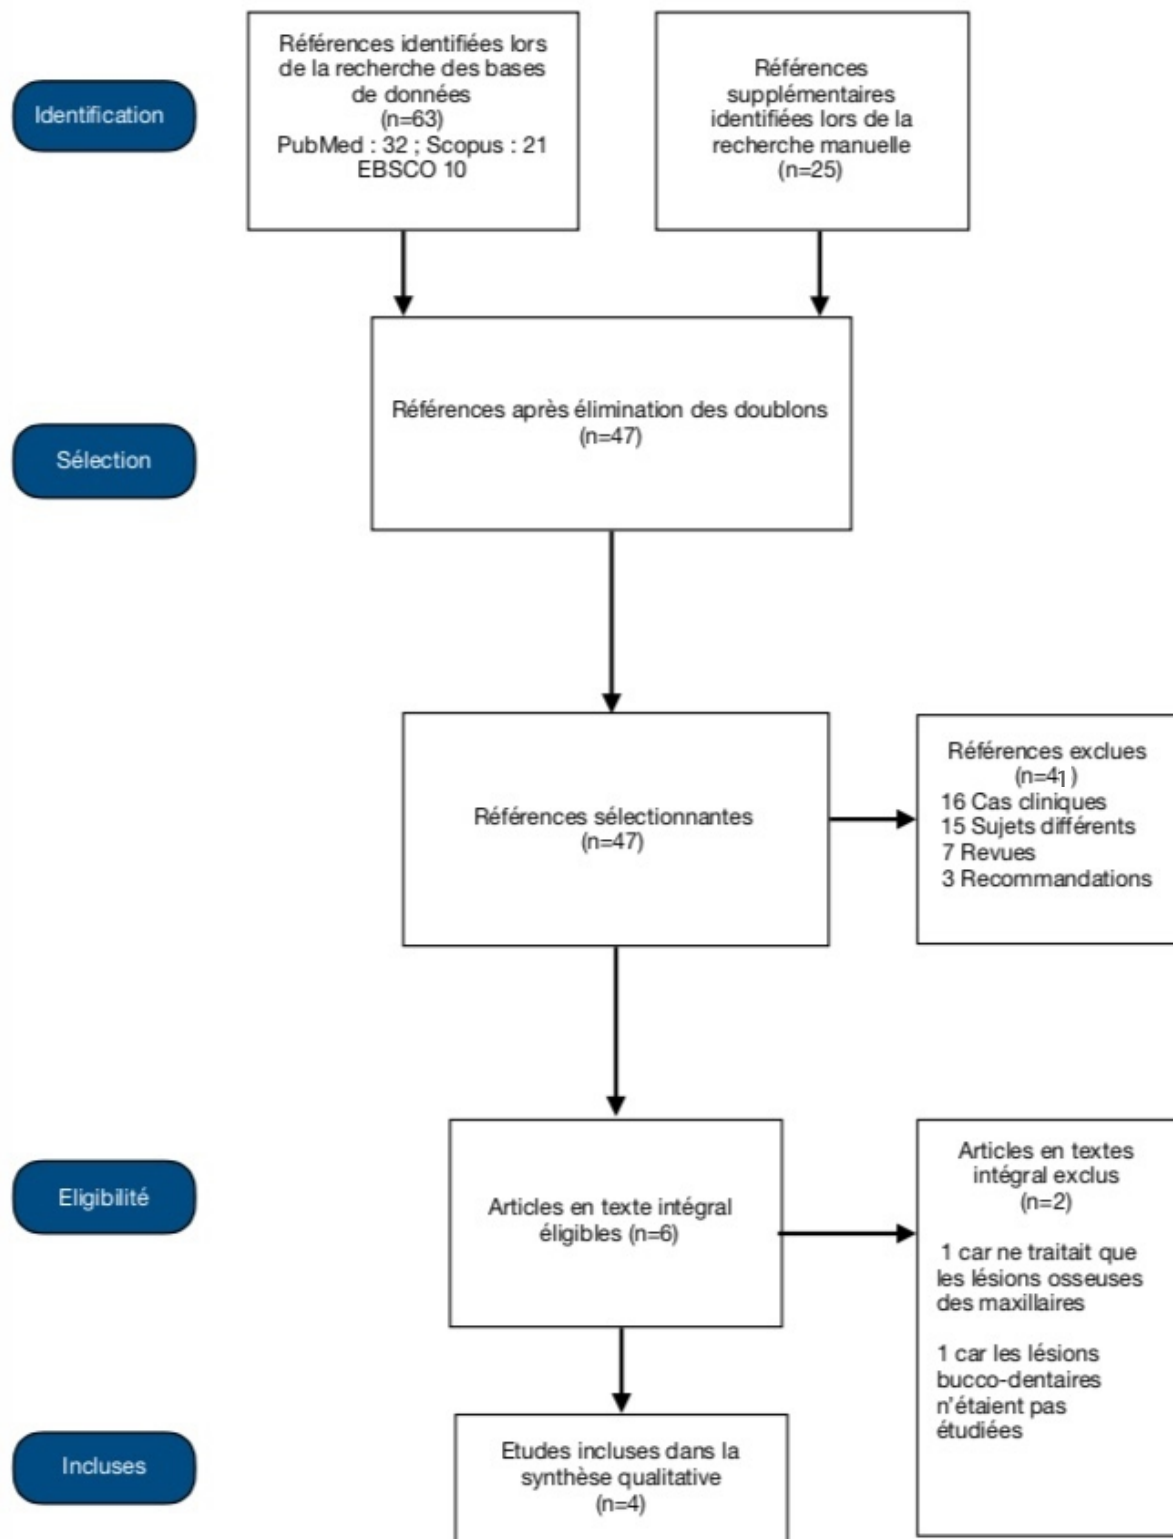 Identification
Références identifiées lors
de la recherche des bases
de données
(n=63)
PubMed : 32 ; Scopus : 21
EBSCO 10
Références
supplémentaires
identifiées lors de la
recherche manuelle
(n=25)
Sélection
Références après élimination des doublons
(n=47)
Références sélectionnantes
(n=47)
Références exclues
(n=41)
16 Cas cliniques
15 Sujets différents
7 Revues
3 Recommandations
Eligibilité
Articles en texte intégral
éligibles (n=6)
Articles en textes
intégral exclus
(n=2)
1 car ne traitait que
les lésions osseuses
des maxillaires
1 car les lésions
bucco-dentaires
n'étaient pas
étudiées
Incluses
Etudes incluses dans la
synthèse qualitative
(n=4)